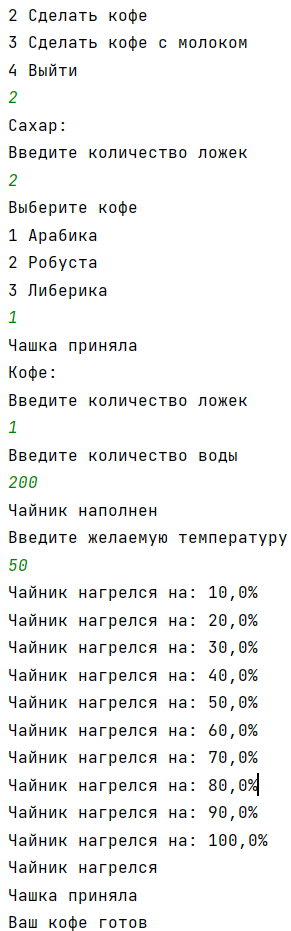 2 Сделать кофе
3 Сделать кофе с молоком
4 Выйти
2
Сахар:
Введите количество ложек
2
Выберите кофе
1 Арабика
2 Робуста
3 Либерика
1
Чашка приняла
Кофе:
Введите количество ложек
1
Введите количество воды
200
Чайник наполнен
Введите желаемую температуру
50
Чайник нагрелся на: 10,0%
Чайник нагрелся на: 20,0%
Чайник нагрелся на: 30,0%
Чайник нагрелся на: 40,0%
Чайник нагрелся на: 50,0%
Чайник нагрелся на: 60,0%
Чайник нагрелся на: 70,0%
Чайник нагрелся на: 80,0%
Чайник нагрелся на: 90,0%
Чайник нагрелся на: 100,0%
Чайник нагрелся
Чашка приняла
Ваш кофе готов